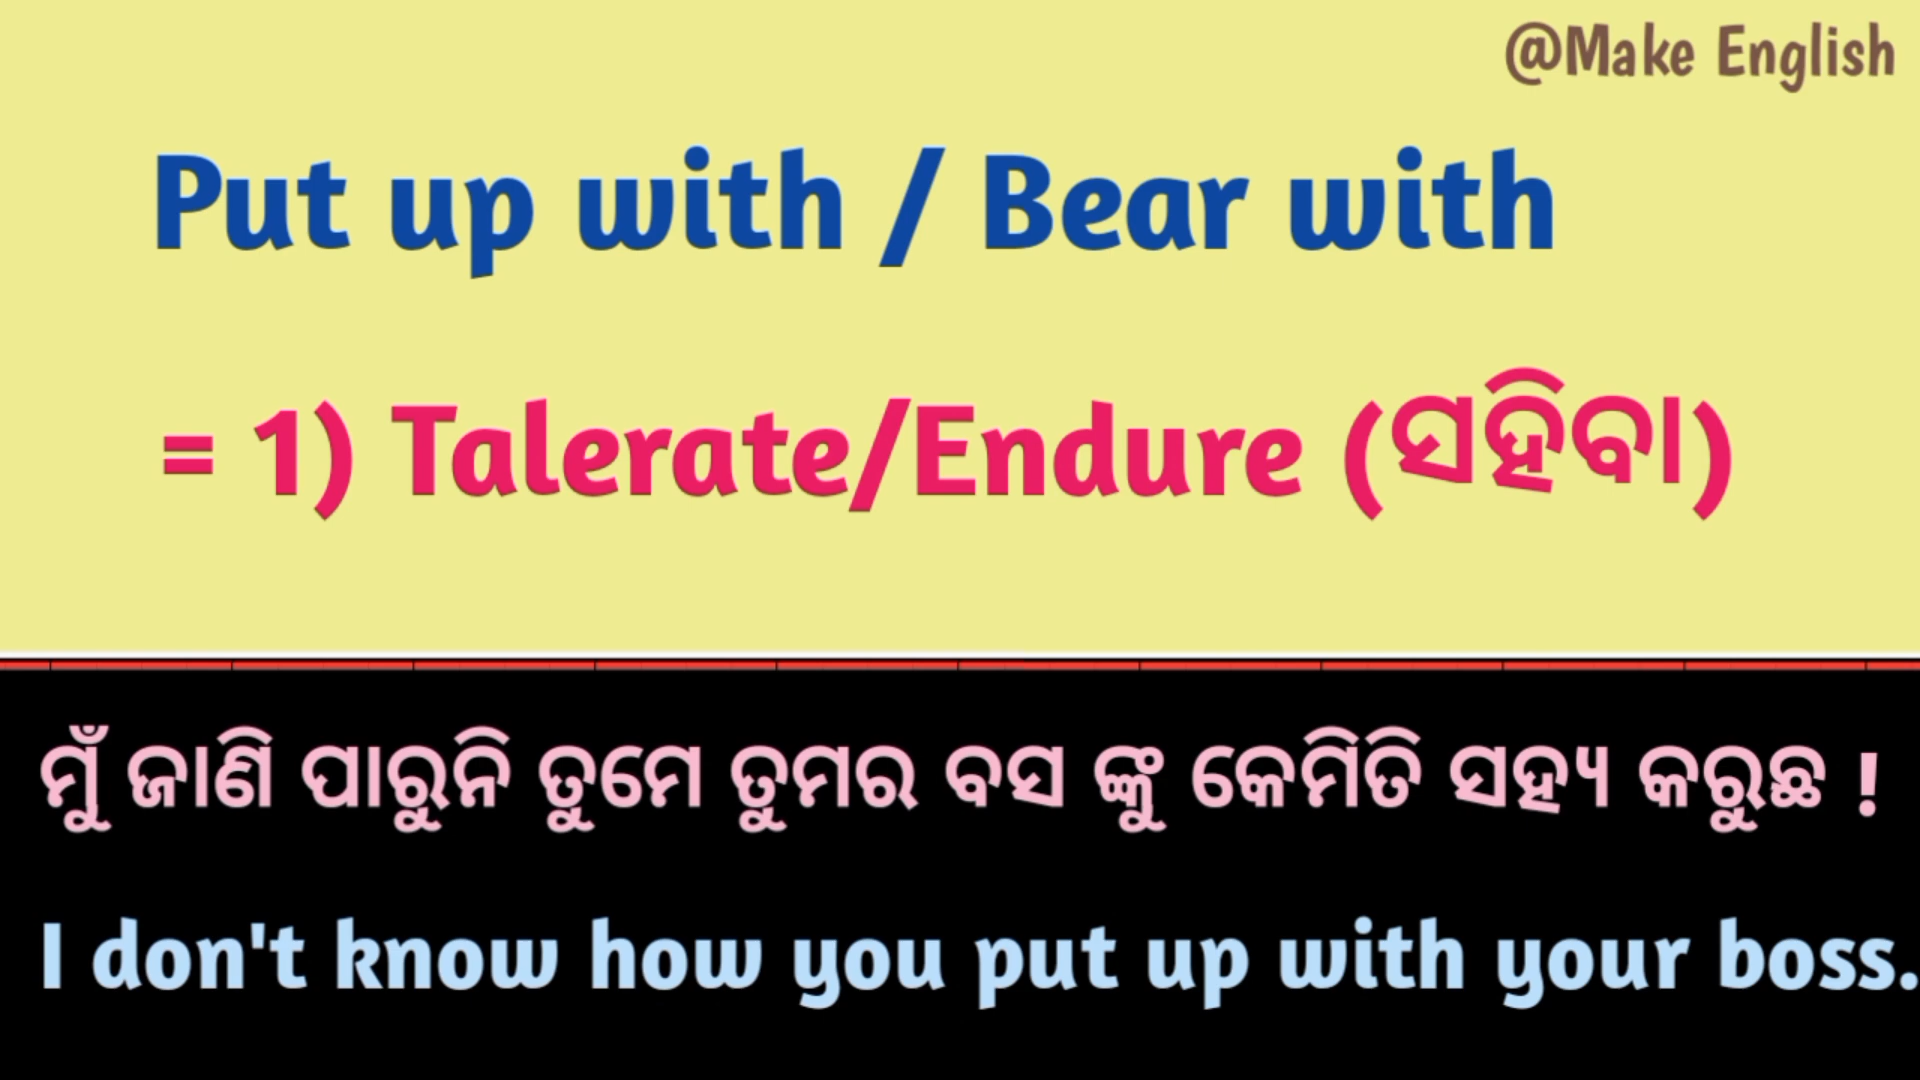 @Make English
Put up with / Bear with
= 1) Talerate/Endure (ସହିବା)
ମୁଁ ଜାଣି ପାରୁନି ତୁମେ ତୁମର ବସ ଙ୍କୁ କେମିତି ସହ୍ୟ କରୁଛ !
I don't know how you put up with your boss.